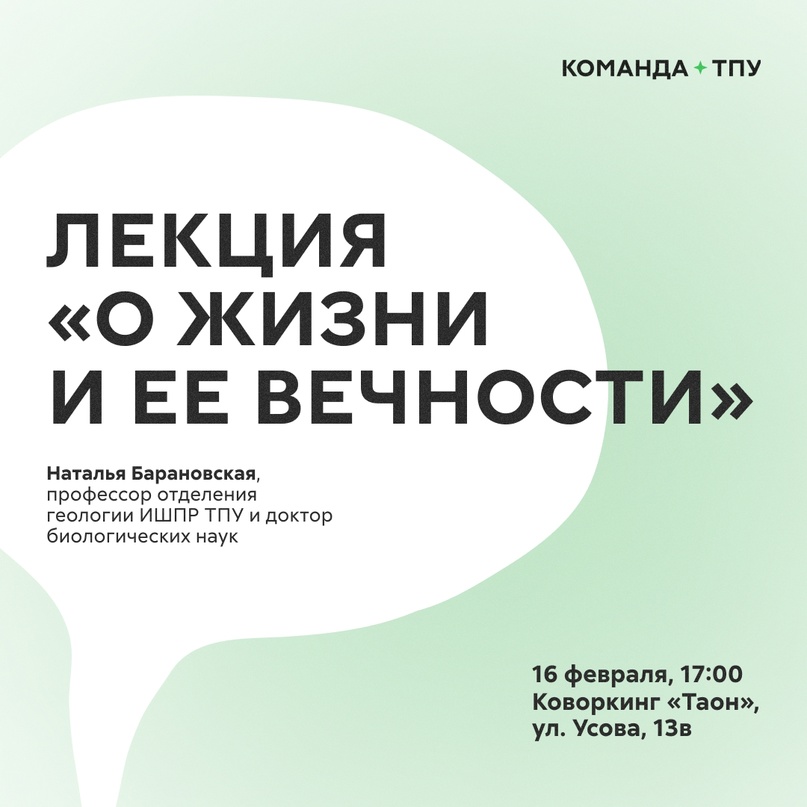 КОМАНДА ✦ ТПУ
ЛЕКЦИЯ
«О ЖИЗНИ
И ЕЕ ВЕЧНОСТИ»
Наталья Барановская,
профессор отделения
геологии ИШПР ТПУ и доктор
биологических наук
16 февраля, 17:00
Коворкинг «Таон»,
ул. Усова, 13в